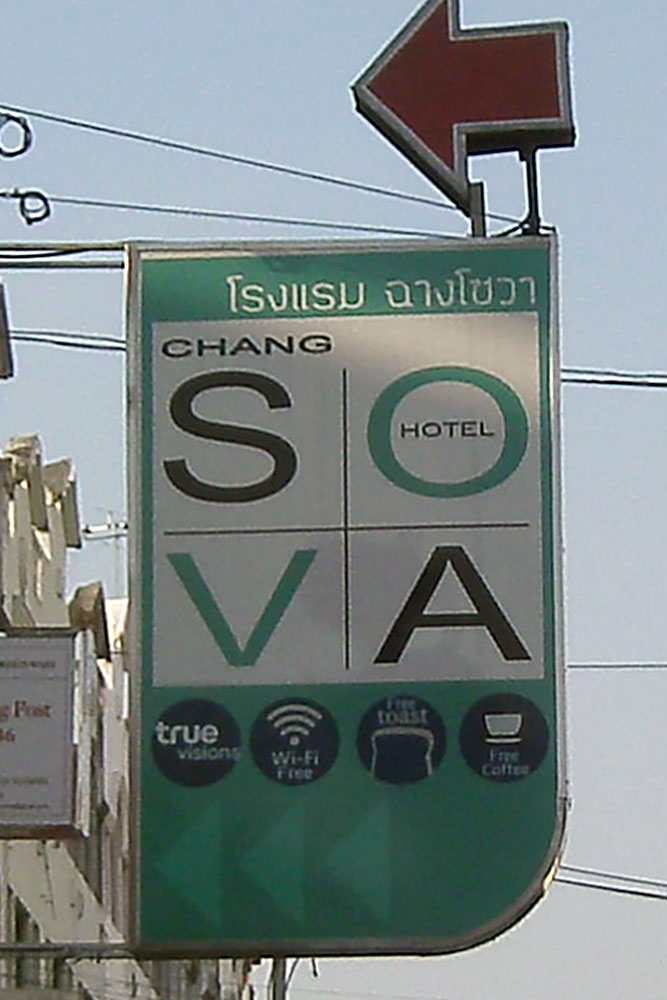 โรงแรม ฉางโซวา
CHANG
S O
HOTEL
V A
true
visions
Wi-Fi
Free
Free
toast
Free
Coffee
g Post